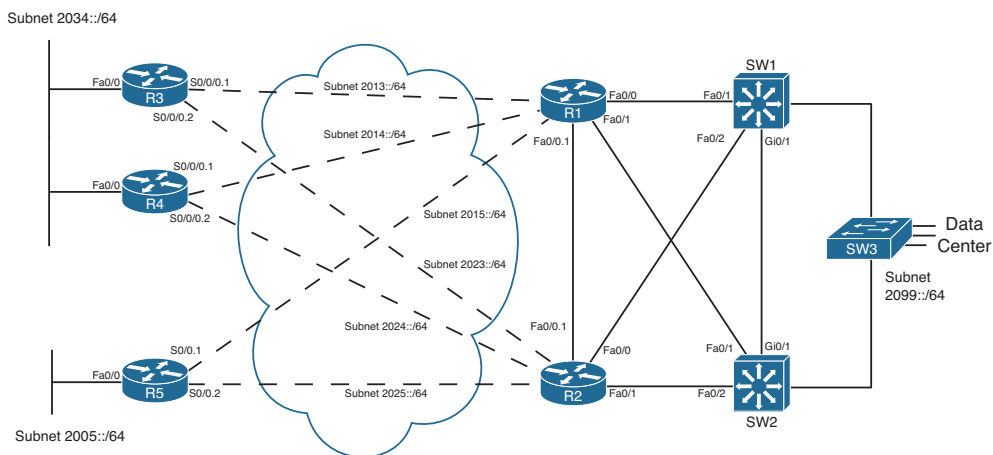 Subnet 2034::/64
Fa0/0
R3
S0/0/0.1
S0/0/0.2
Subnet 2013::/64
R1
Fa0/0
Fa0/1
Fa0/0.1
SW1
Fa0/1
Fa0/2
Gi0/1
Subnet 2014::/64
Fa0/0
R4
S0/0/0.1
S0/0/0.2
Subnet 2015::/64
Subnet 2023::/64
Subnet 2024::/64
SW3
Data
Center
Subnet
2099::/64
Fa0/0
R5
S0/0.1
S0/0.2
Subnet 2005::/64
Subnet 2025::/64
Fa0/0.1
R2
Fa0/0
Fa0/1
Fa0/1
Gi0/1
Fa0/2
SW2